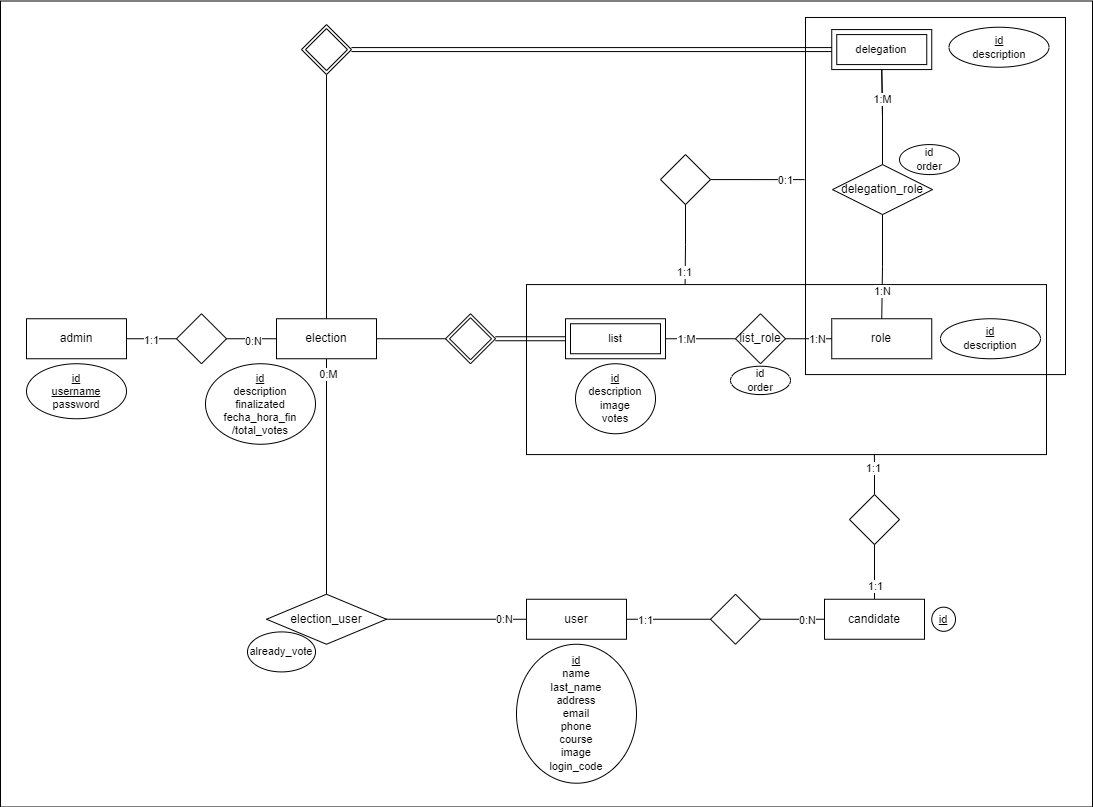 delegation
id
description
1:M
id
order
delegation_role
0:1
1:1
1:N
admin
1:1
0:N
election
list
1:M
list_role
1:N
role
id
description
id
username
password
0:M
id
description
finalizated
fecha_hora_fin
/total_votes
id
description
image
votes
id
order
1:1
1:1
election_user
already_vote
0:N
user
1:1
0:N
candidate
id
id
name
last_name
address
email
phone
course
image
login_code